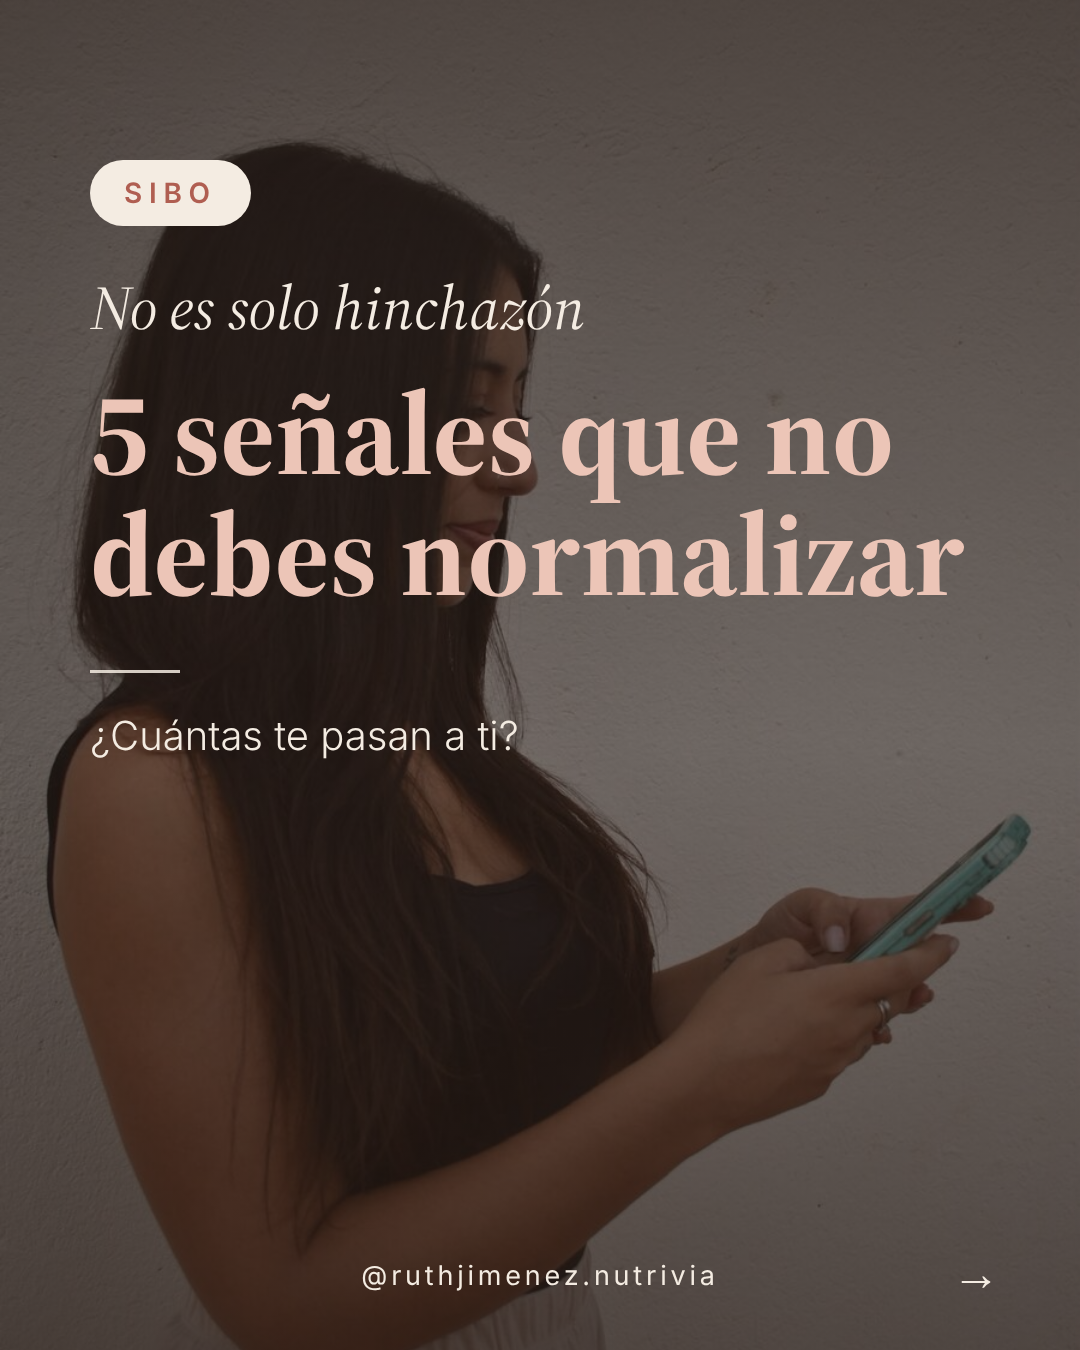 SIBO
No es solo hinchazón
5 señales que no
debes normalizar
¿Cuántas te pasan a ti?
@ruthjimenez.nutrivia
→